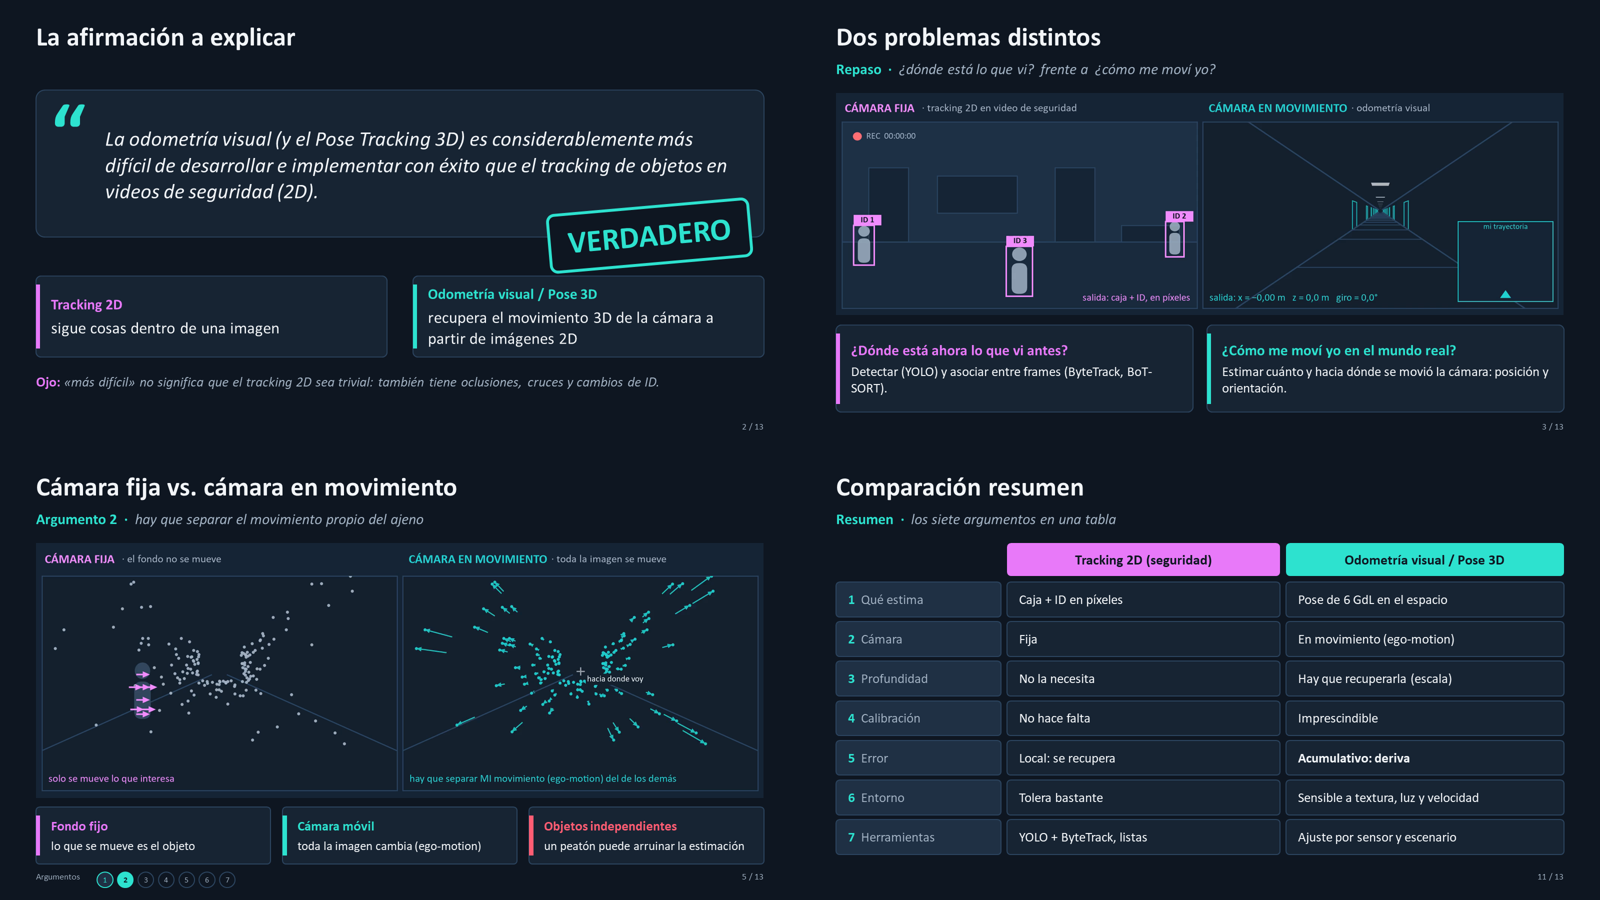 La afirmación a explicar
“
La odometría visual (y el Pose Tracking 3D) es considerablemente más
difícil de desarrollar e implementar con éxito que el tracking de objetos en
videos de seguridad (2D).
VERDADERO
Tracking 2D
sigue cosas dentro de una imagen
Odometría visual / Pose 3D
recupera el movimiento 3D de la cámara a
partir de imágenes 2D
Ojo: «más difícil» no significa que el tracking 2D sea trivial: también tiene oclusiones, cruces y cambios de ID.
2 / 13
Dos problemas distintos
Repaso · ¿dónde está lo que vi? frente a ¿cómo me moví yo?
CÁMARA FIJA · tracking 2D en video de seguridad
REC 00:00:00
ID 1
ID 3
ID 2
salida: caja + ID, en píxeles
CÁMARA EN MOVIMIENTO · odometría visual
mi trayectoria
salida: x = −0,00 m z = 0,0 m giro = 0,0°
¿Dónde está ahora lo que vi antes?
Detectar (YOLO) y asociar entre frames (ByteTrack, BoT-
SORT).
¿Cómo me moví yo en el mundo real?
Estimar cuánto y hacia dónde se movió la cámara: posición y
orientación.
3 / 13
Cámara fija vs. cámara en movimiento
Argumento 2 · hay que separar el movimiento propio del ajeno
CÁMARA FIJA · el fondo no se mueve
solo se mueve lo que interesa
CÁMARA EN MOVIMIENTO · toda la imagen se mueve
hacia donde voy
hay que separar MI movimiento (ego-motion) del de los demás
Fondo fijo
lo que se mueve es el objeto
Cámara móvil
toda la imagen cambia (ego-motion)
Objetos independientes
un peatón puede arruinar la estimación
Argumentos 1 2 3 4 5 6 7
5 / 13
Comparación resumen
Resumen · los siete argumentos en una tabla
Tracking 2D (seguridad) Odometría visual / Pose 3D
1 Qué estima Caja + ID en píxeles Pose de 6 GdL en el espacio
2 Cámara Fija En movimiento (ego-motion)
3 Profundidad No la necesita Hay que recuperarla (escala)
4 Calibración No hace falta Imprescindible
5 Error Local: se recupera Acumulativo: deriva
6 Entorno Tolera bastante Sensible a textura, luz y velocidad
7 Herramientas YOLO + ByteTrack, listas Ajuste por sensor y escenario
11 / 13